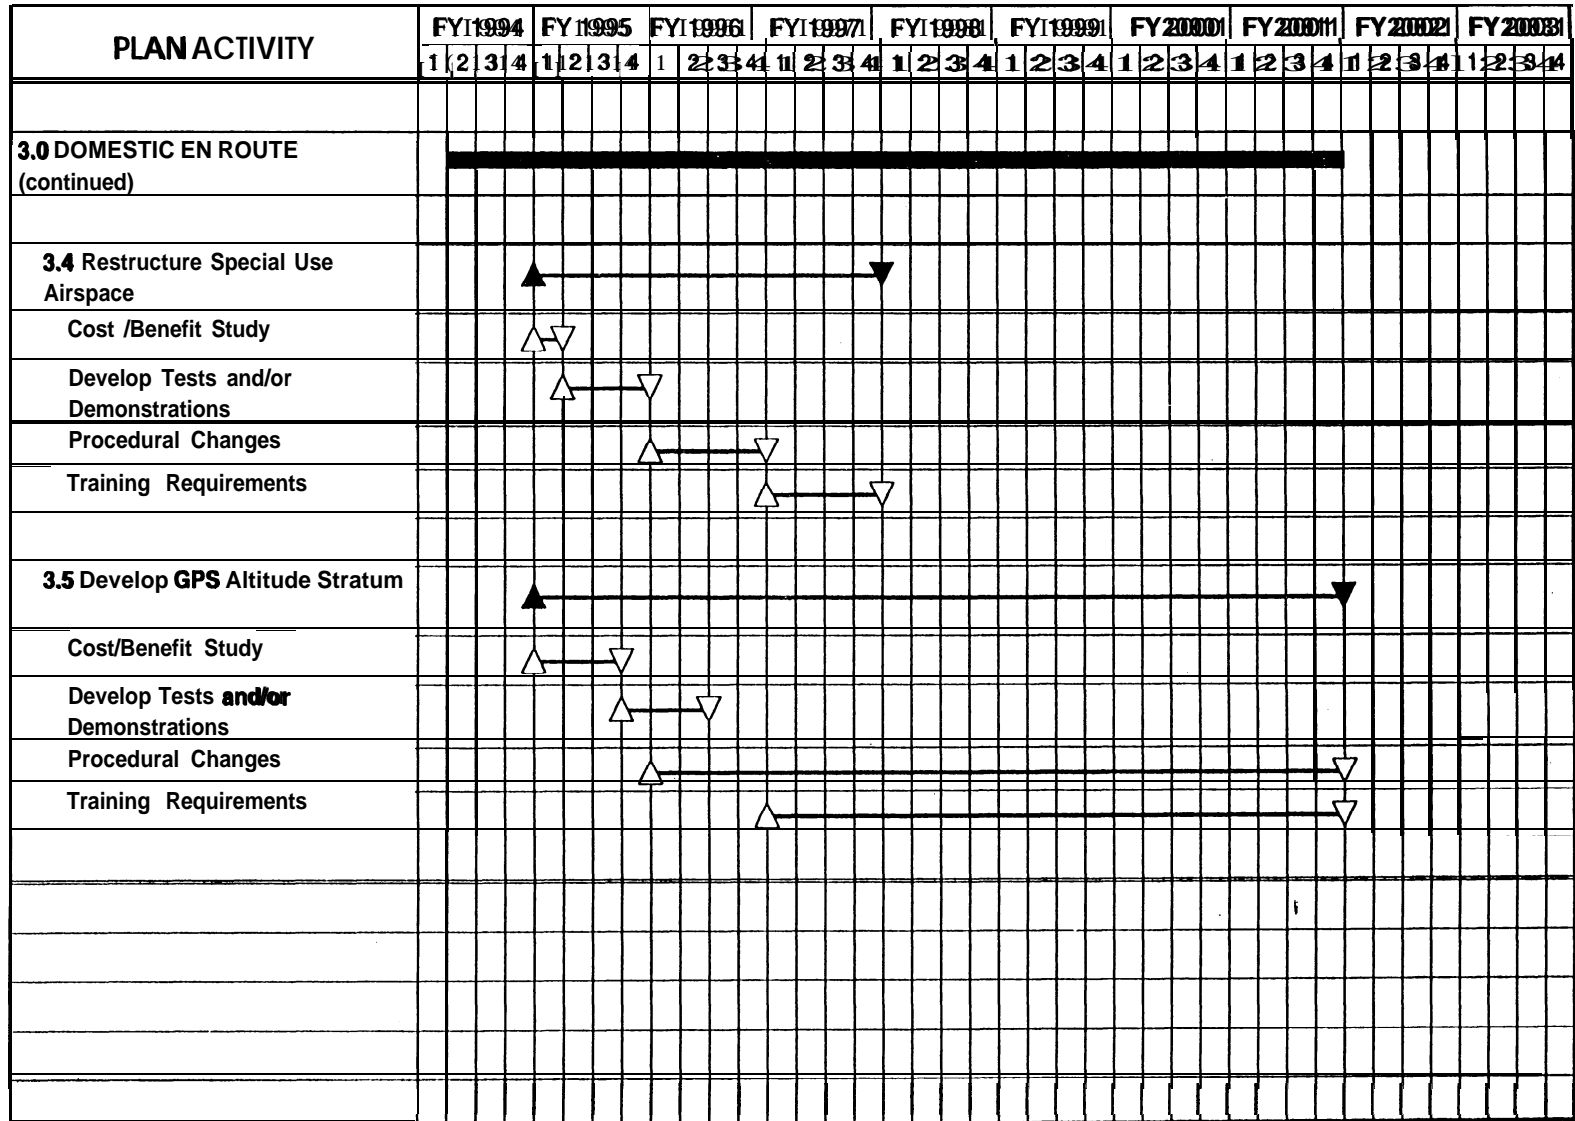 PLAN ACTIVITY
FY 1994 FY 1995 FY 1996 FY 1997 FY 1998 FY 1999 FY 2000 FY 2001 FY 2002 FY 2003
1 2 3 4 1 2 3 4 1 2 3 4 1 2 3 4 1 2 3 4 1 2 3 4 1 2 3 4 1 2 3 4 1 2 3 4 1 2 3 4
3.0 DOMESTIC EN ROUTE
(continued)
3.4 Restructure Special Use
Airspace
Cost /Benefit Study
Develop Tests and/or
Demonstrations
Procedural Changes
Training Requirements
3.5 Develop GPS Altitude Stratum
Cost/Benefit Study
Develop Tests and/or
Demonstrations
Procedural Changes
Training Requirements